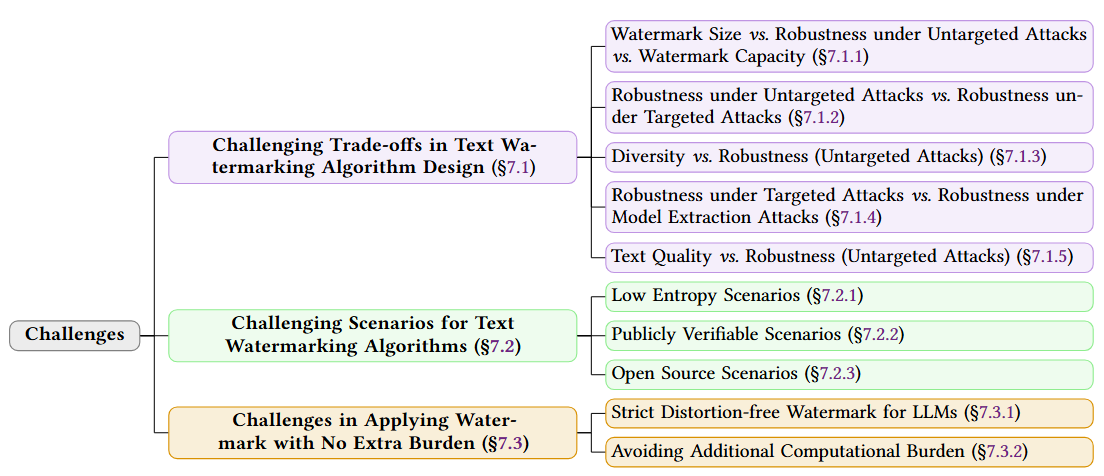 Challenges
Challenging Trade-offs in Text Wa-
termarking Algorithm Design (§7.1)
Watermark Size vs. Robustness under Untargeted Attacks
vs. Watermark Capacity (§7.1.1)
Robustness under Untargeted Attacks vs. Robustness un-
der Targeted Attacks (§7.1.2)
Diversity vs. Robustness (Untargeted Attacks) (§7.1.3)
Robustness under Targeted Attacks vs. Robustness under
Model Extraction Attacks (§7.1.4)
Text Quality vs. Robustness (Untargeted Attacks) (§7.1.5)
Challenging Scenarios for Text
Watermarking Algorithms (§7.2)
Low Entropy Scenarios (§7.2.1)
Publicly Verifiable Scenarios (§7.2.2)
Open Source Scenarios (§7.2.3)
Challenges in Applying Water-
mark with No Extra Burden (§7.3)
Strict Distortion-free Watermark for LLMs (§7.3.1)
Avoiding Additional Computational Burden (§7.3.2)